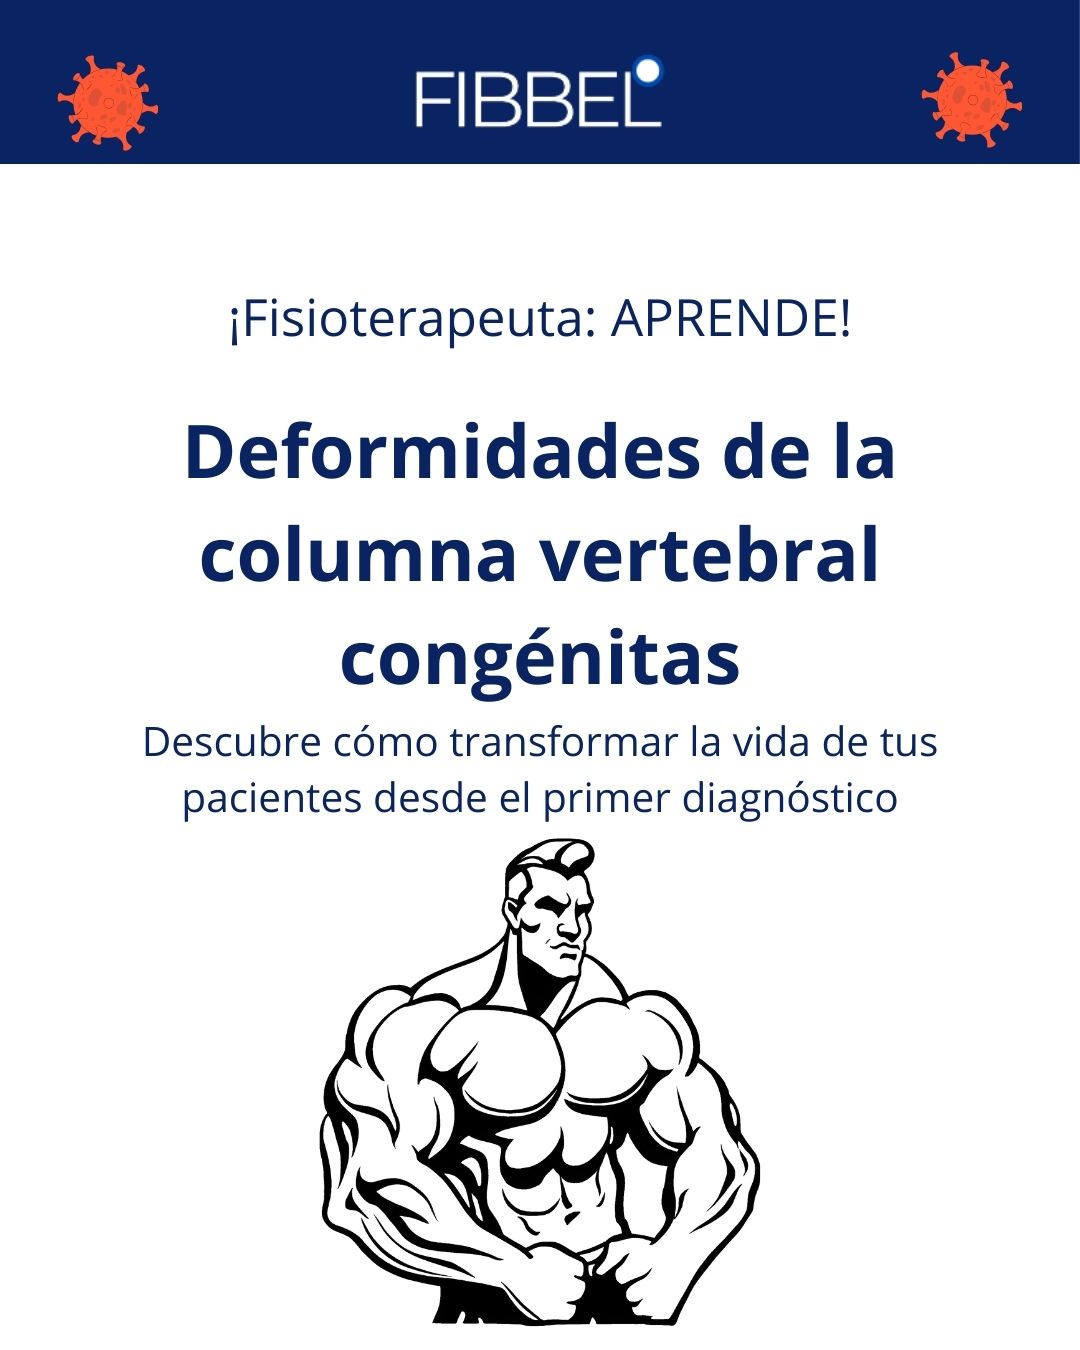 FIBBEL
¡Fisioterapeuta: APRENDE!
Deformidades de la
columna vertebral
congénitas
Descubre cómo transformar la vida de tus
pacientes desde el primer diagnóstico